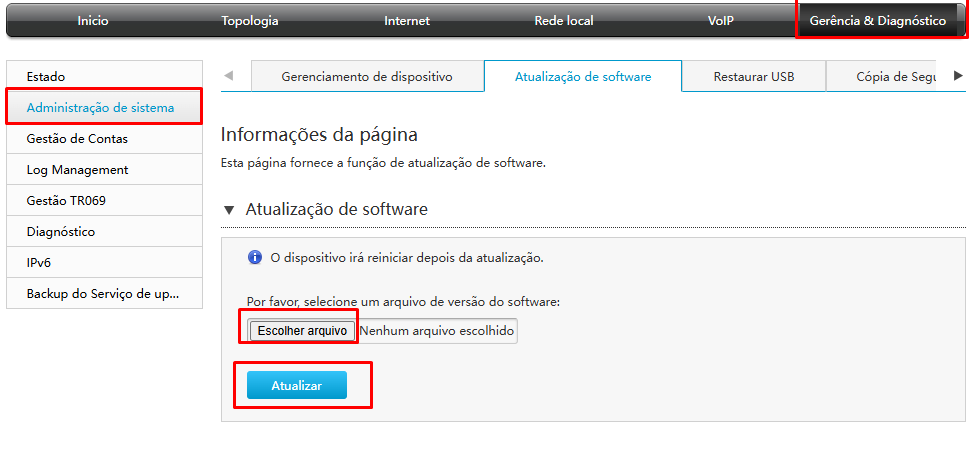 Inicio Topologia Internet Rede local VoIP Gerência & Diagnóstico
Estado
Administração de sistema
Gestão de Contas
Log Management
Gestão TR069
Diagnóstico
IPv6
Backup do Serviço de up...
Gerenciamento de dispositivo Atualização de software Restaurar USB Cópia de Segu
Informações da página
Esta página fornece a função de atualização de software.
Atualização de software
O dispositivo irá reiniciar depois da atualização.
Por favor, selecione um arquivo de versão do software:
Escolher arquivo Nenhum arquivo escolhido
Atualizar